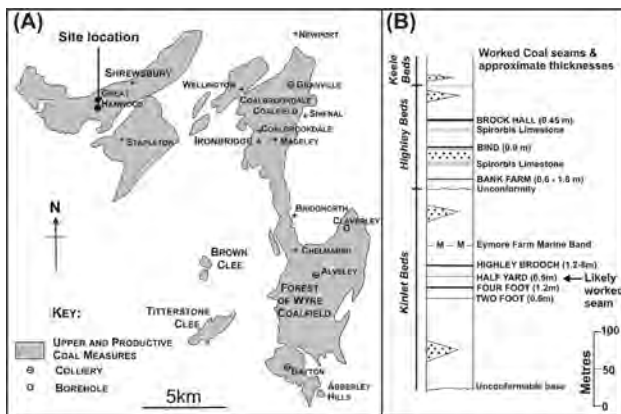 (A)
Site location
NEWPORT
SHREWSBURY
GREAT
HANWOOD
WELLINGTON
GRANVILLE
COALBROOKDALE
COALFIELD
SHIFNAL
COALBROOKDALE
IRONBRIDGE
MADELEY
STAPLETON
N
BRIDGNORTH
CLAVERLEY
BROWN
CLEE
CHELMARSH
ALVELEY
FOREST
OF WYRE
COALFIELD
TITTERSTONE
CLEE
KEY:
UPPER AND PRODUCTIVE
COAL MEASURES
COLLIERY
BOREHOLE
5km
BAYTON
ABBERLEY
HILLS
(B)
Worked Coal seams &
approximate thicknesses
Keele
Beds
Highley Beds
BROCK HALL (0.45 m)
Spirorbis Limestone
BIND (0.9 m)
Spirorbis Limestone
BANK FARM (0.6 - 1.6 m)
Unconformity
Kinlet Beds
M M Eymore Farm Marine Band
HIGHLEY BROOCH (1.2-6m)
HALF YARD (0.5m)
Likely
worked
seam
FOUR FOOT (1.2m)
TWO FOOT (0.6m)
Unconformable base
100
50
0
Metres